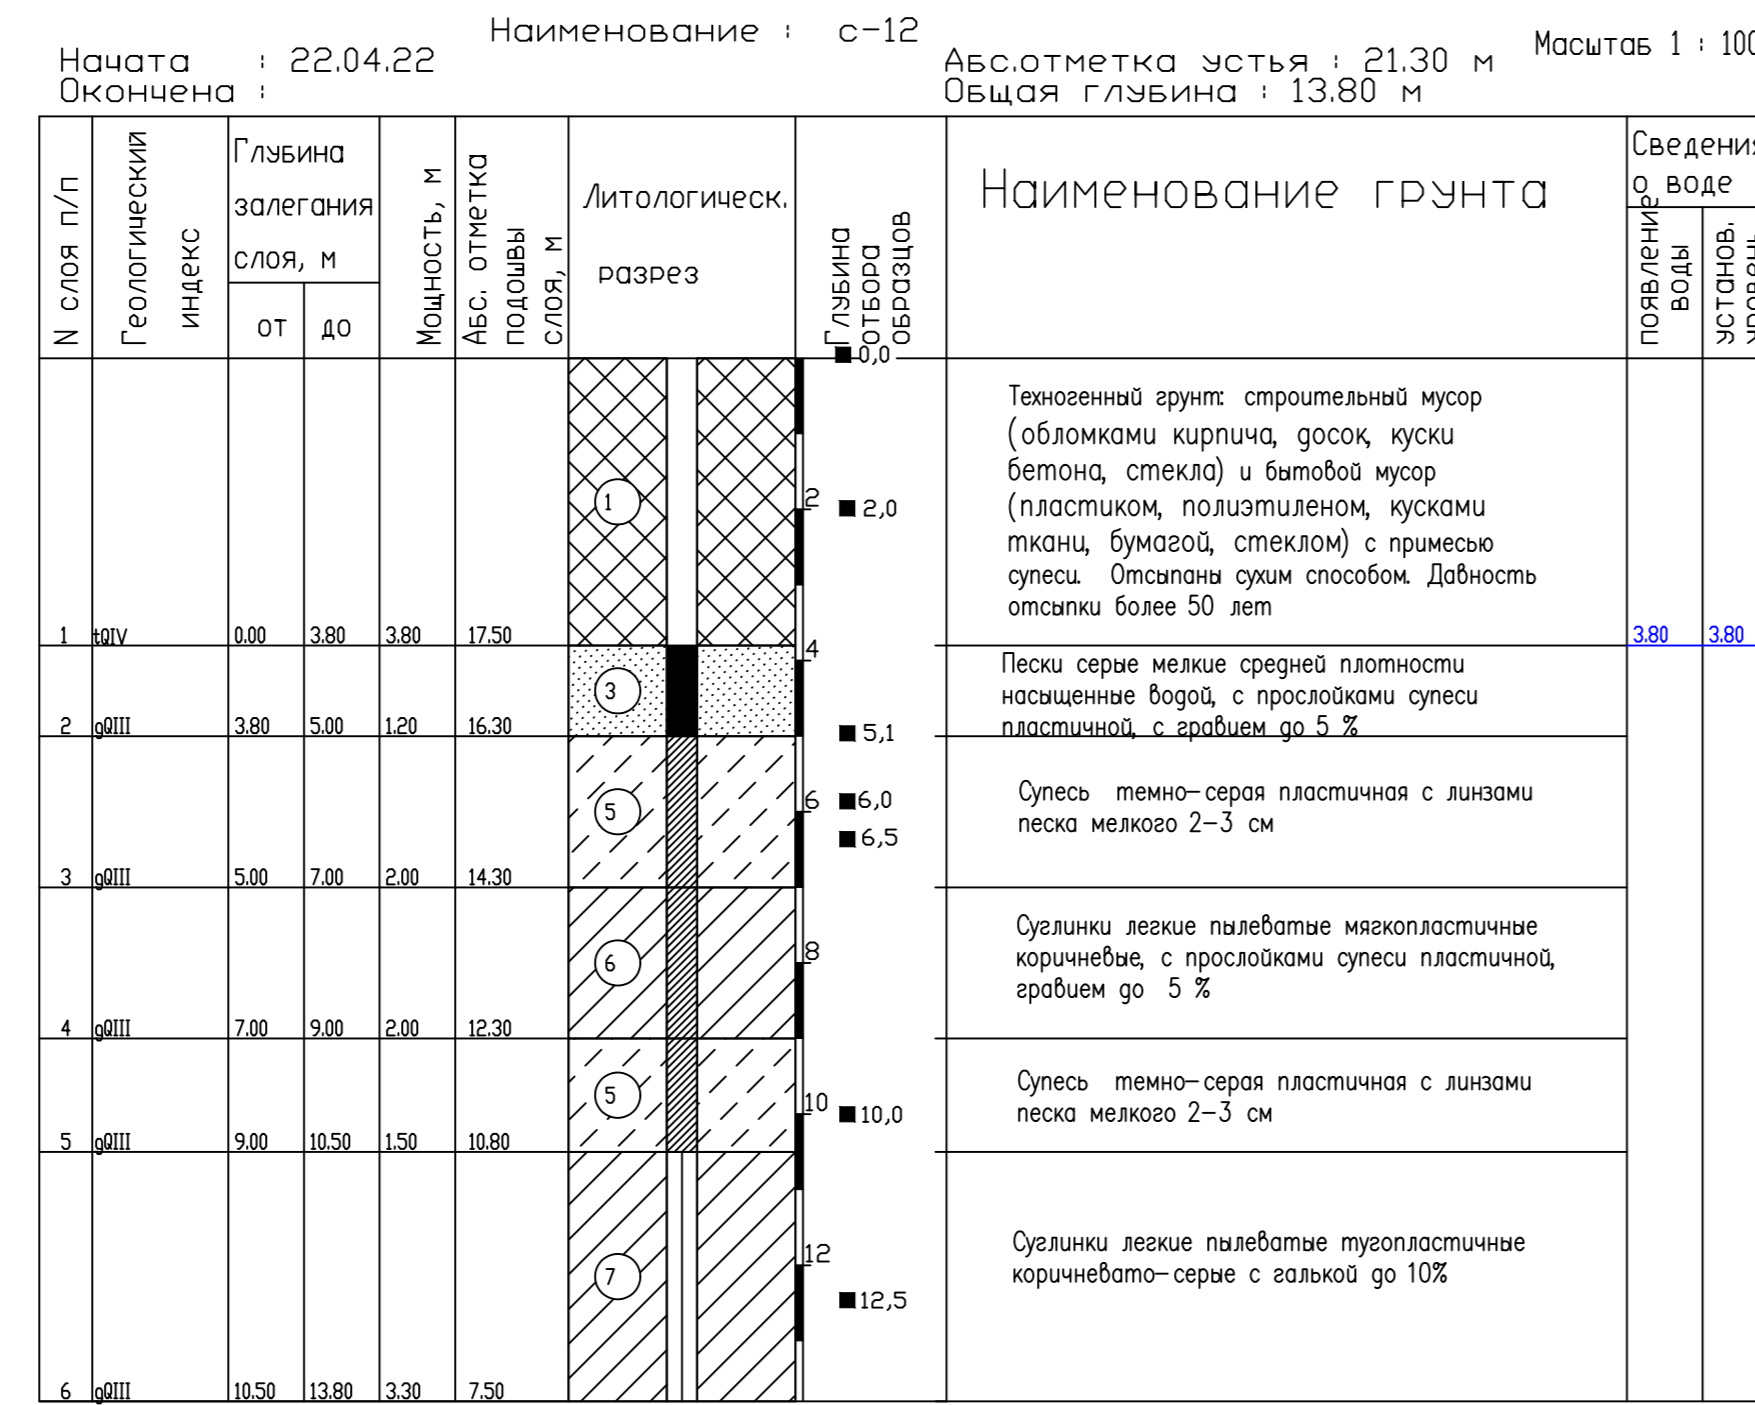 Наименование : с-12
Начата : 22.04.22
Окончена :
Абс.отметка устья : 21.30 м
Общая глубина : 13.80 м
Масштаб 1 : 100
N слоя п/п
Геологический
индекс
Глубина
залегания
слоя, м
от
до
Мощность, м
Абс. отметка
подошвы
слоя, м
Литологическ.
разрез
Глубина
отбора
образцов
Наименование грунта
Сведения
о воде
появление
воды
установ.
0,0
Техногенный грунт: строительный мусор
(обломками кирпича, досок, куски
бетона, стекла) и бытовой мусор
(пластиком, полиэтиленом, кусками
ткани, бумагой, стеклом) с примесью
супеси. Отсыпаны сухим способом. Давность
отсыпки более 50 лет
1
2
2,0
1 tQIV 0.00 3.80 3.80 17.50
3.80 3.80
4
Пески серые мелкие средней плотности
насыщенные водой, с прослойками супеси
пластичной, с гравием до 5 %
3
2 gQIII 3.80 5.00 1.20 16.30
5,1
Супесь темно-серая пластичная с линзами
песка мелкого 2-3 см
5
6
6,0
6,5
3 gQIII 5.00 7.00 2.00 14.30
Суглинки легкие пылеватые мягкопластичные
коричневые, с прослойками супеси пластичной,
гравием до 5 %
6
8
4 gQIII 7.00 9.00 2.00 12.30
Супесь темно-серая пластичная с линзами
песка мелкого 2-3 см
5
10
10,0
5 gQIII 9.00 10.50 1.50 10.80
Суглинки легкие пылеватые тугопластичные
коричневато-серые с галькой до 10%
7
12
12,5
6 gQIII 10.50 13.80 3.30 7.50